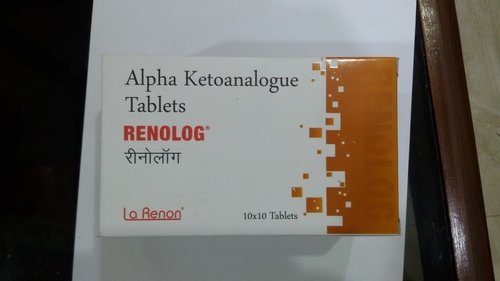 Alpha Ketoanalogue
Tablets
RENOLOG®
रीनोलॉग
La Renon®
10x10 Tablets